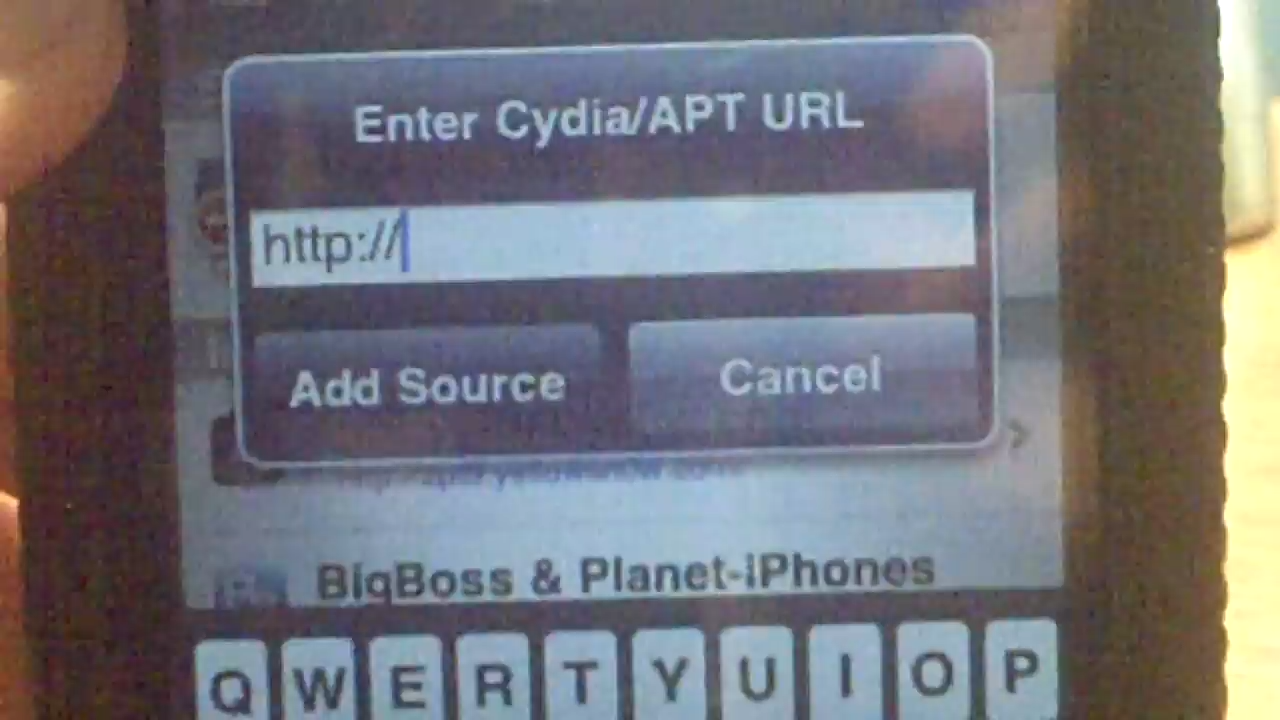 Enter Cydia/APT URL
http://
Add Source
Cancel
BigBoss & Planet-iPhones
Q W E R T Y U I O P